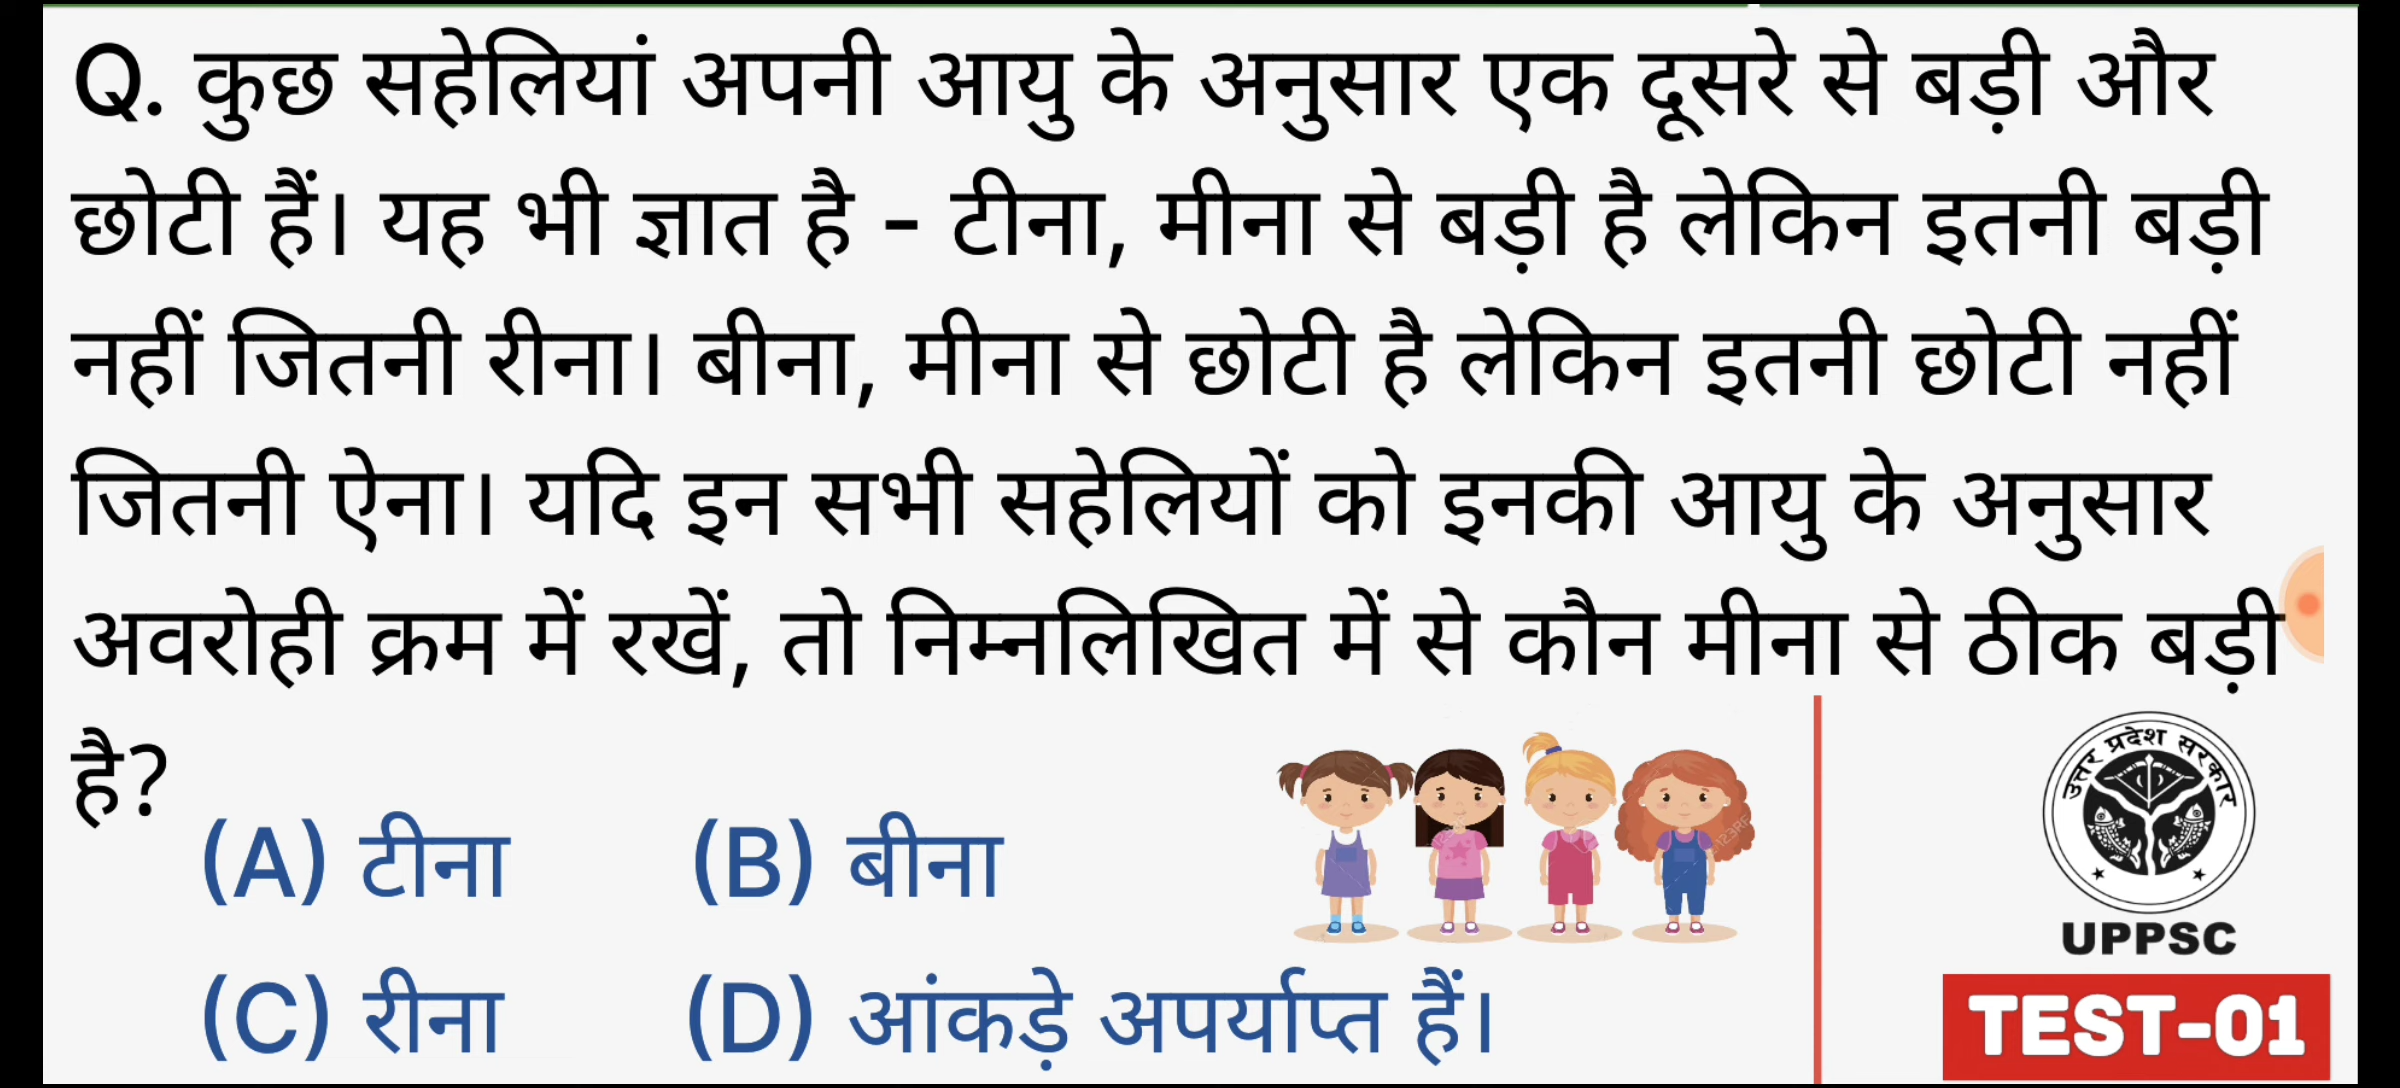 Q. कुछ सहेलियां अपनी आयु के अनुसार एक दूसरे से बड़ी और
छोटी हैं। यह भी ज्ञात है - टीना, मीना से बड़ी है लेकिन इतनी बड़ी
नहीं जितनी रीना। बीना, मीना से छोटी है लेकिन इतनी छोटी नहीं
जितनी ऐना। यदि इन सभी सहेलियों को इनकी आयु के अनुसार
अवरोही क्रम में रखें, तो निम्नलिखित में से कौन मीना से ठीक बड़ी
है?
(A) टीना (B) बीना
(C) रीना (D) आंकड़े अपर्याप्त हैं।
उत्तर प्रदेश सरकार
UPPSC
TEST-01
123RF